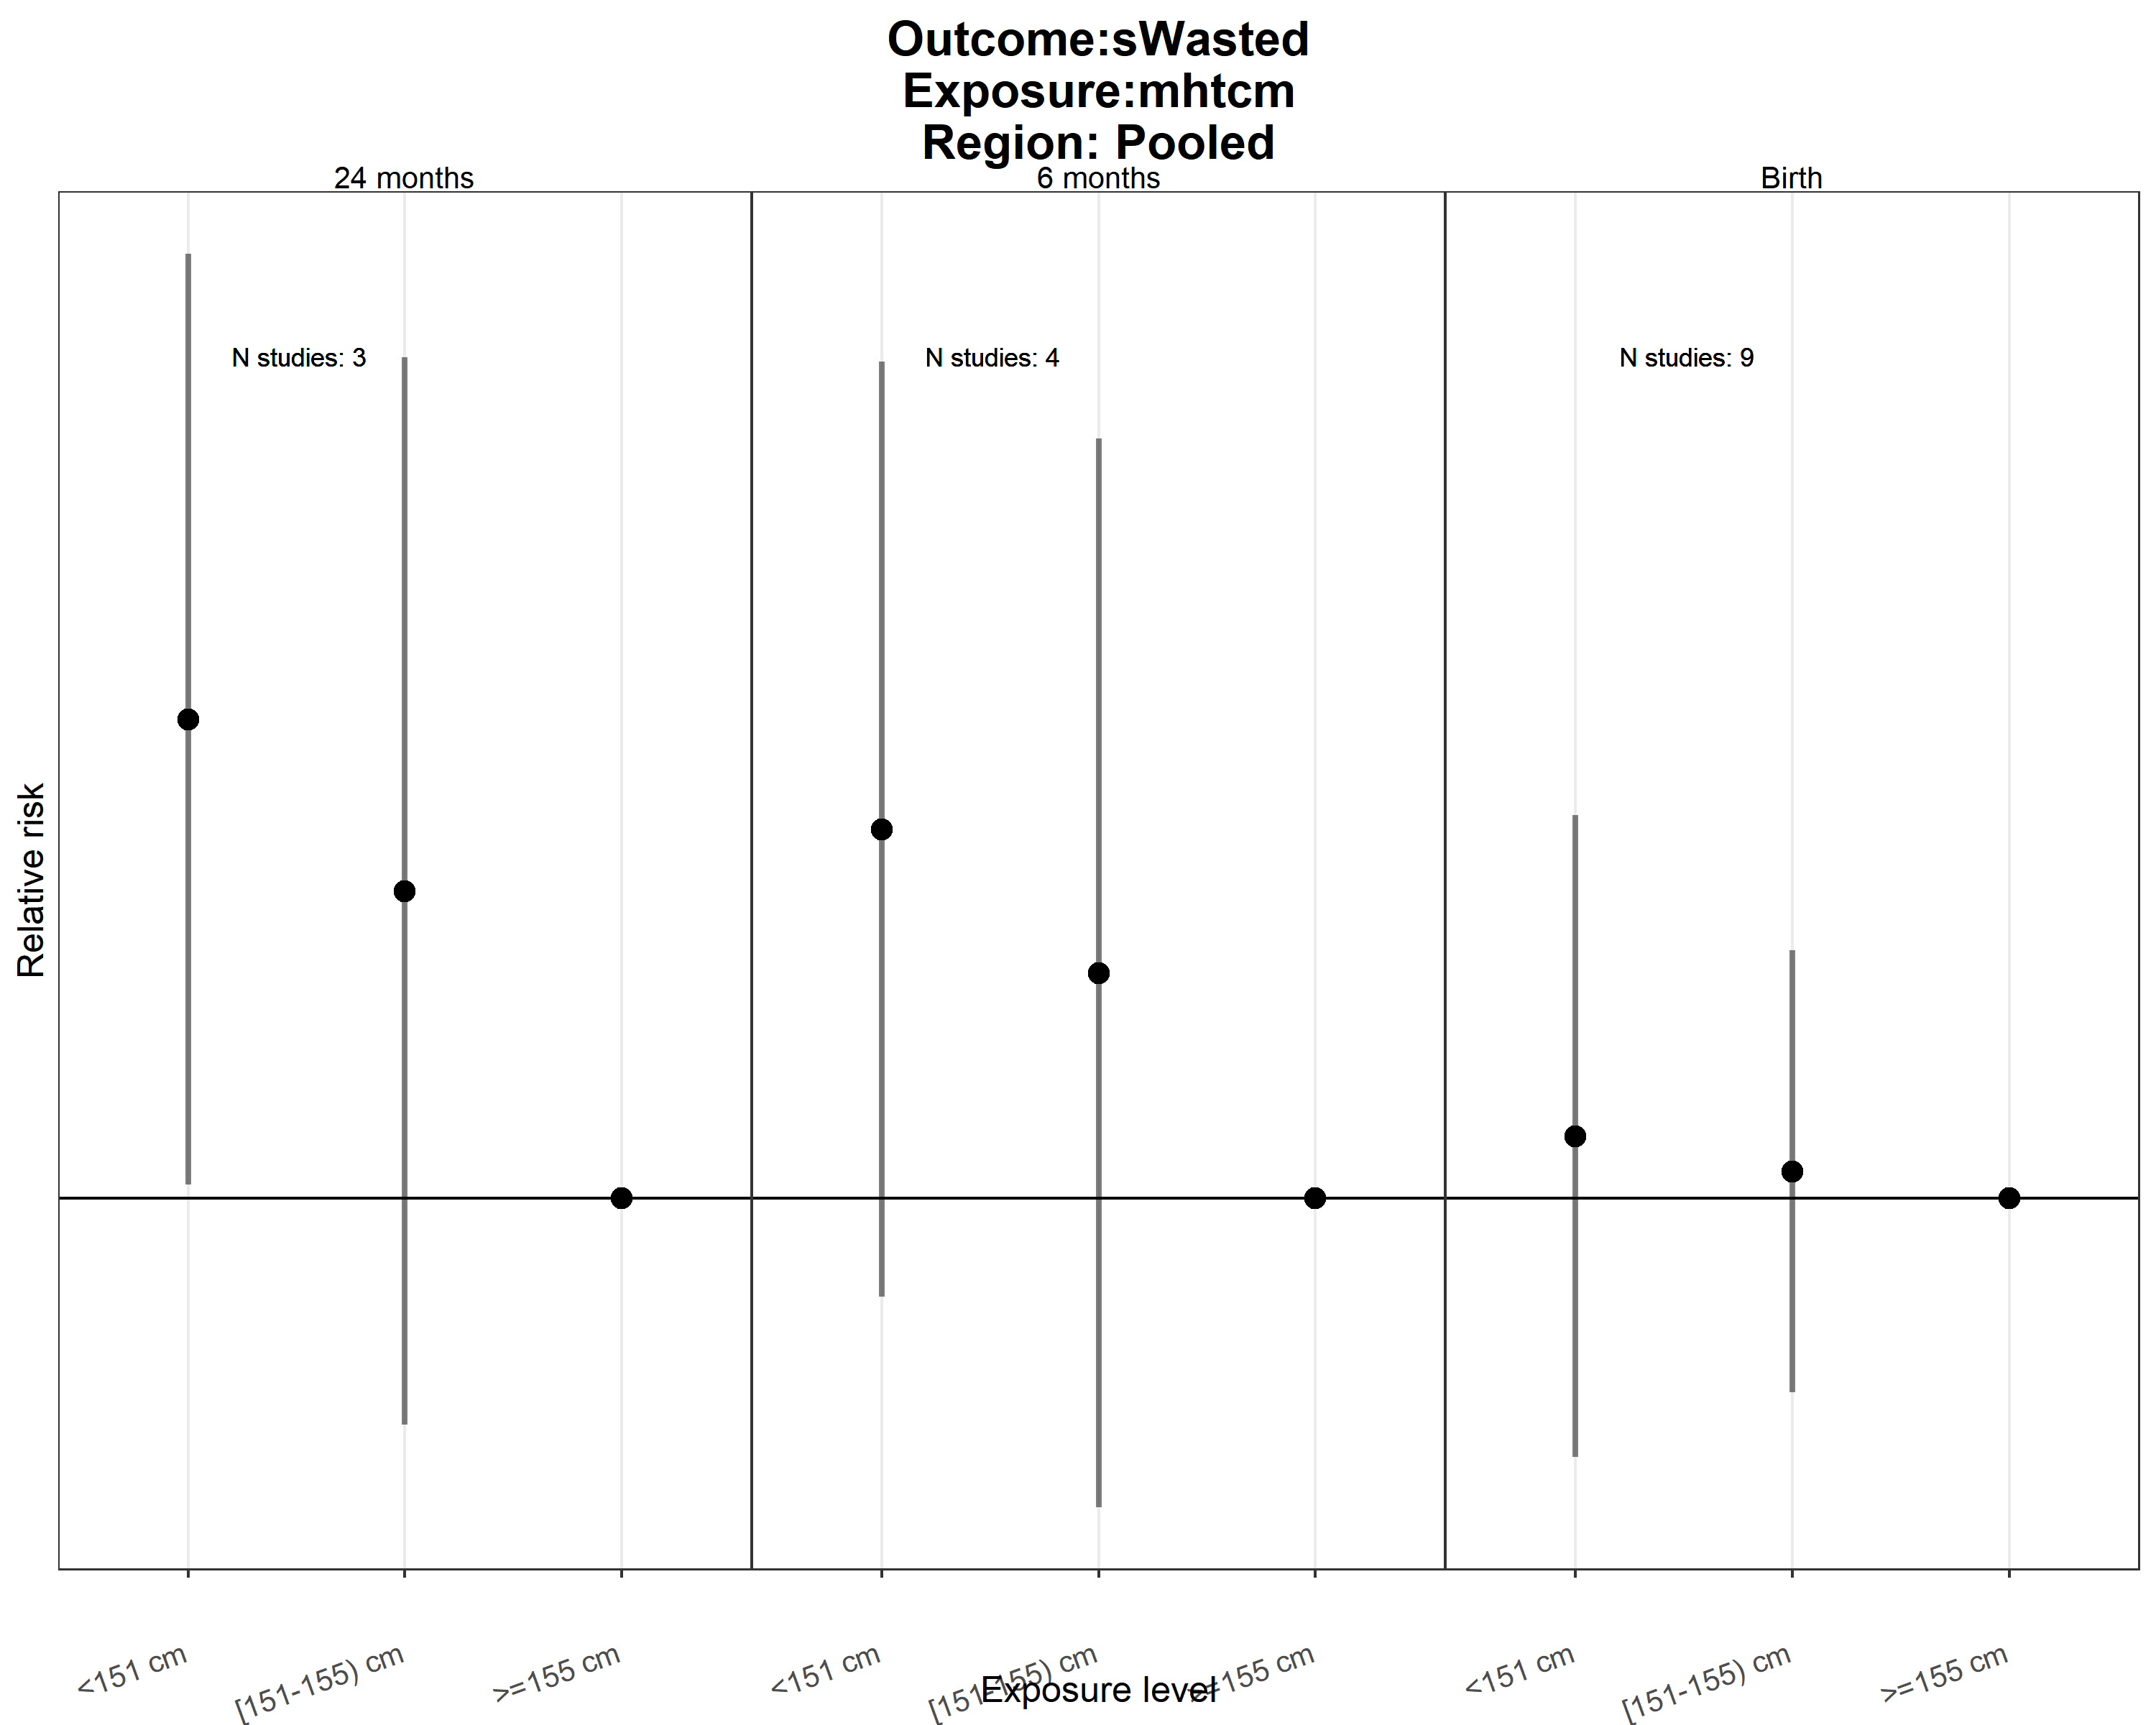 Outcome:sWasted
Exposure:mhtcm
Region: Pooled
24 months
6 months
Birth
N studies: 3
N studies: 4
N studies: 9
Relative risk
<151 cm
[151-155) cm
>=155 cm
<151 cm
[151-155) cm
>=155 cm
<151 cm
[151-155) cm
>=155 cm
Exposure level